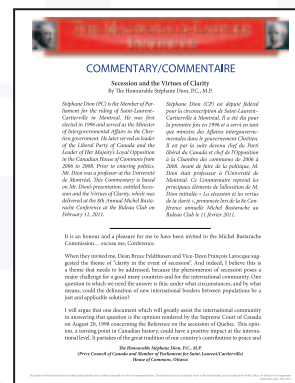 COMMENTARY/COMMENTAIRE
Secession and the Virtues of Clarity
By The Honourable Stéphane Dion, P.C., M.P.
Stéphane Dion (PC) is the Member of Par-
liament for the riding of Saint-Laurent-
Cartierville in Montreal. He was first
elected in 1996 and served as the Minister
of Intergovernmental Affairs in the Chré-
tien government. He later served as leader
of the Liberal Party of Canada and the
Leader of Her Majesty's Loyal Opposition
in the Canadian House of Commons from
2006 to 2008. Prior to entering politics,
Mr. Dion was a professor at the Université
de Montréal. This Commentary is based
on Mr. Dion's presentation, entitled Seces-
sion and the Virtues of Clarity, which was
delivered at the 8th Annual Michel Basta-
rache Conference at the Rideau Club on
February 11, 2011.
Stéphane Dion (CP) est député fédéral
pour la circonscription de Saint-Laurent–
Cartierville à Montréal. Il a été élu pour
la première fois en 1996 et a servi en tant
que ministre des Affaires intergouverne-
mentales dans le gouvernement Chrétien.
Il est par la suite devenu chef du Parti
libéral du Canada et chef de l'Opposition
à la Chambre des communes de 2006 à
2008. Avant de faire de la politique, M.
Dion était professeur à l'Université de
Montréal. Ce Commentaire reprend les
principaux éléments de l'allocution de M.
Dion intitulée « La sécession et les vertus
de la clarté », prononcée lors de la 8e Con-
férence annuelle Michel Bastarache au
Rideau Club le 11 février 2011.
It is an honour and a pleasure for me to have been invited to the Michel Bastarache
Commission… excuse me, Conference.
When they invited me, Dean Bruce Feldthusen and Vice-Dean François Larocque sug-
gested the theme of "clarity in the event of secession". And indeed, I believe this is
a theme that needs to be addressed, because the phenomenon of secession poses a
major challenge for a good many countries and for the international community. One
question to which we need the answer is this: under what circumstances, and by what
means, could the delineation of new international borders between populations be a
just and applicable solution?
I will argue that one document which will greatly assist the international community
in answering that question is the opinion rendered by the Supreme Court of Canada
on August 20, 1998 concerning the Reference on the secession of Quebec. This opin-
ion, a turning point in Canadian history, could have a positive impact at the interna-
tional level. It partakes of the great tradition of our country's contribution to peace and
The Honourable Stéphane Dion, P.C., M.P.
(Privy Council of Canada and Member of Parliament for Saint-Laurent/Cartierville)
House of Commons, Ottawa